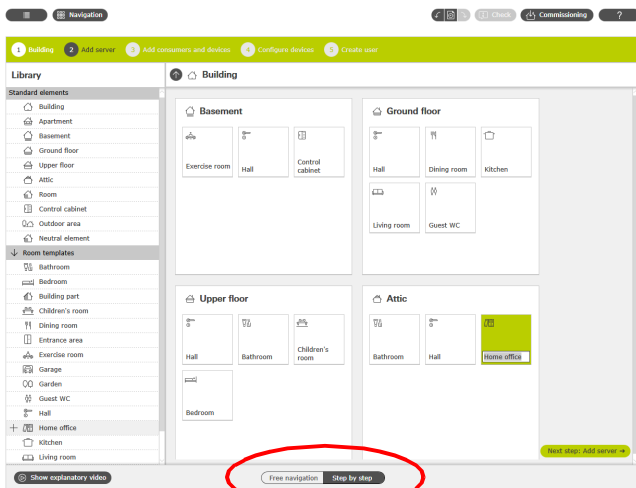 Navigation
Check
Commissioning
?
1 Building 2 Add server 3 Add consumers and devices 4 Configure devices 5 Create user
Library
Building
Standard elements
Building
Apartment
Basement
Ground floor
Upper floor
Attic
Room
Control cabinet
Outdoor area
Neutral element
Room templates
Bathroom
Bedroom
Building part
Children's room
Dining room
Entrance area
Exercise room
Garage
Garden
Guest WC
Hall
Home office
Kitchen
Living room
Basement
Exercise room
Hall
Control
cabinet
Ground floor
Hall
Dining room
Kitchen
Living room
Guest WC
Upper floor
Hall
Bathroom
Children's
room
Bedroom
Attic
Bathroom
Hall
Home office
Next step: Add server
Show explanatory video
Free navigation
Step by step